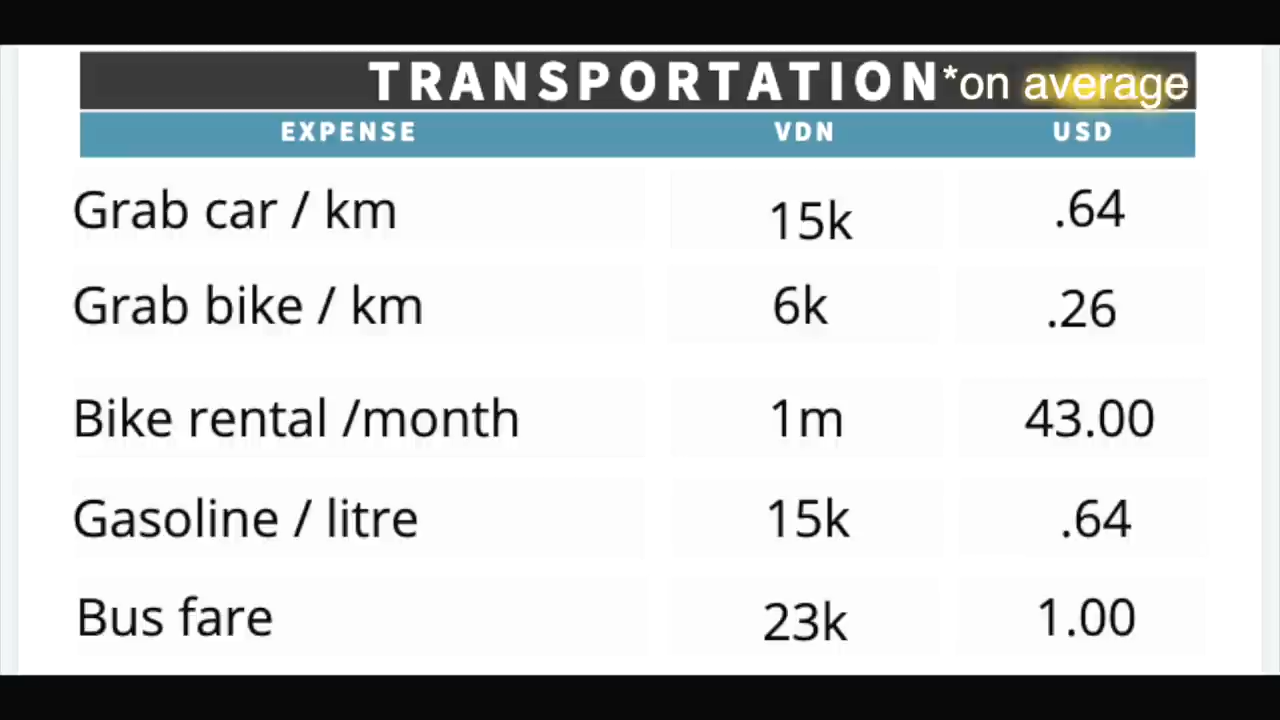 TRANSPORTATION*on average
EXPENSE VDN USD
Grab car / km 15k .64
Grab bike / km 6k .26
Bike rental /month 1m 43.00
Gasoline / litre 15k .64
Bus fare 23k 1.00